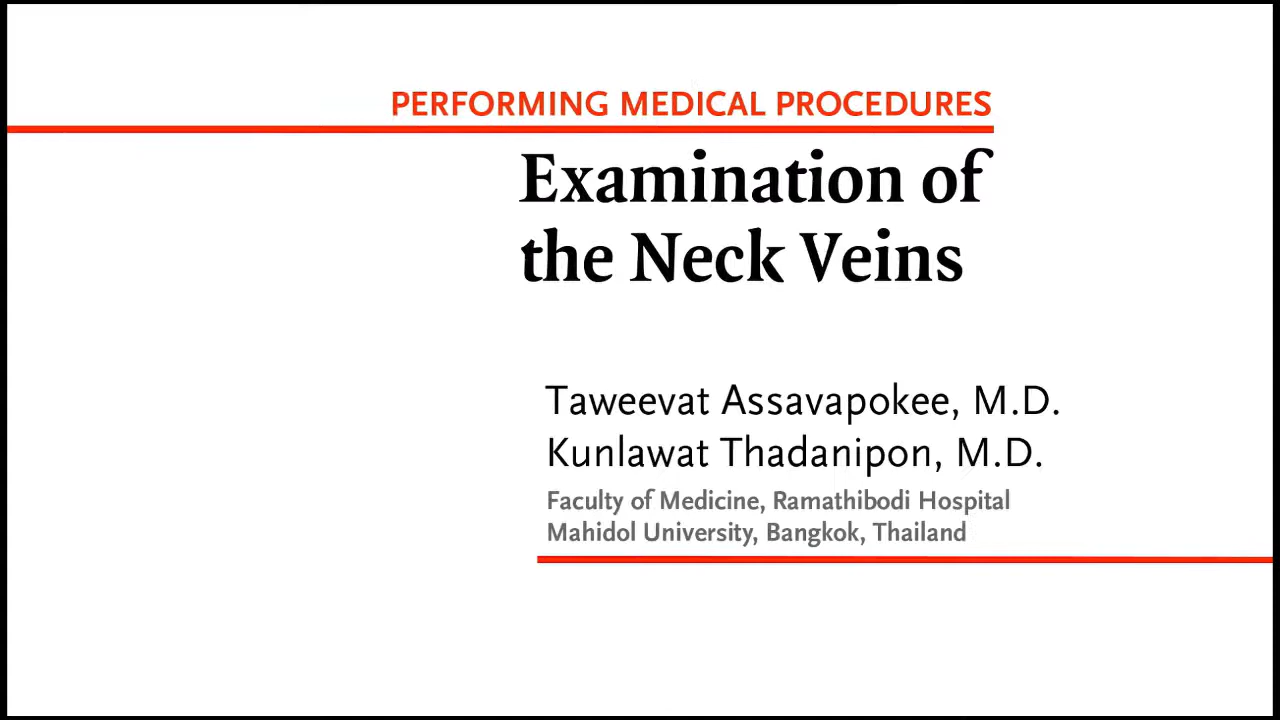 PERFORMING MEDICAL PROCEDURES
Examination of
the Neck Veins
Taweevat Assavapokee, M.D.
Kunlawat Thadanipon, M.D.
Faculty of Medicine, Ramathibodi Hospital
Mahidol University, Bangkok, Thailand